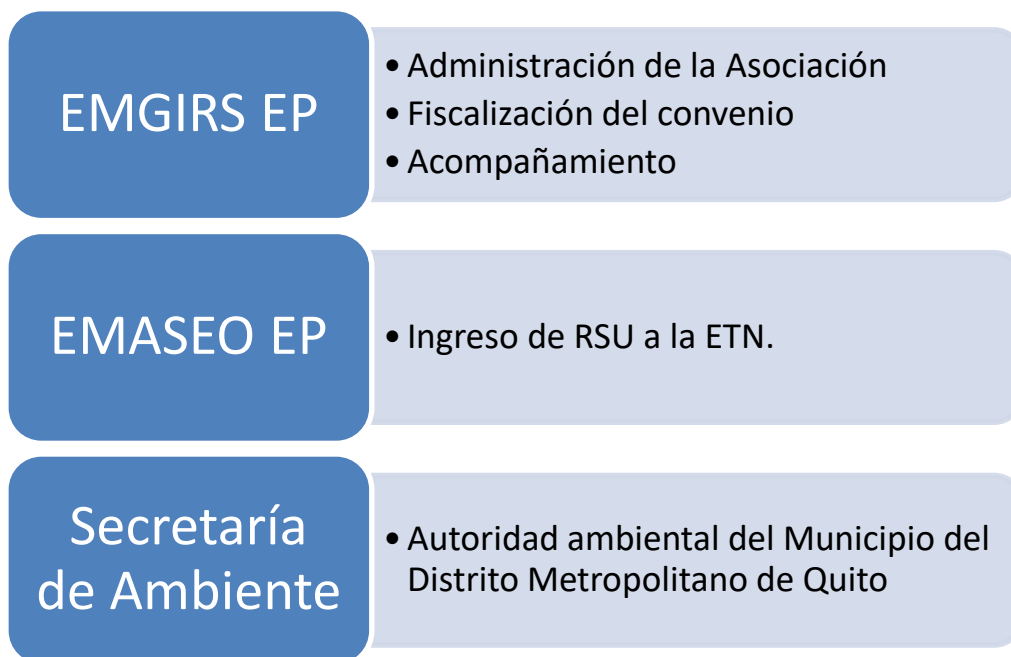 EMGIRS EP
• Administración de la Asociación
• Fiscalización del convenio
• Acompañamiento
EMASEO EP
• Ingreso de RSU a la ETN.
Secretaría
de Ambiente
• Autoridad ambiental del Municipio del
Distrito Metropolitano de Quito